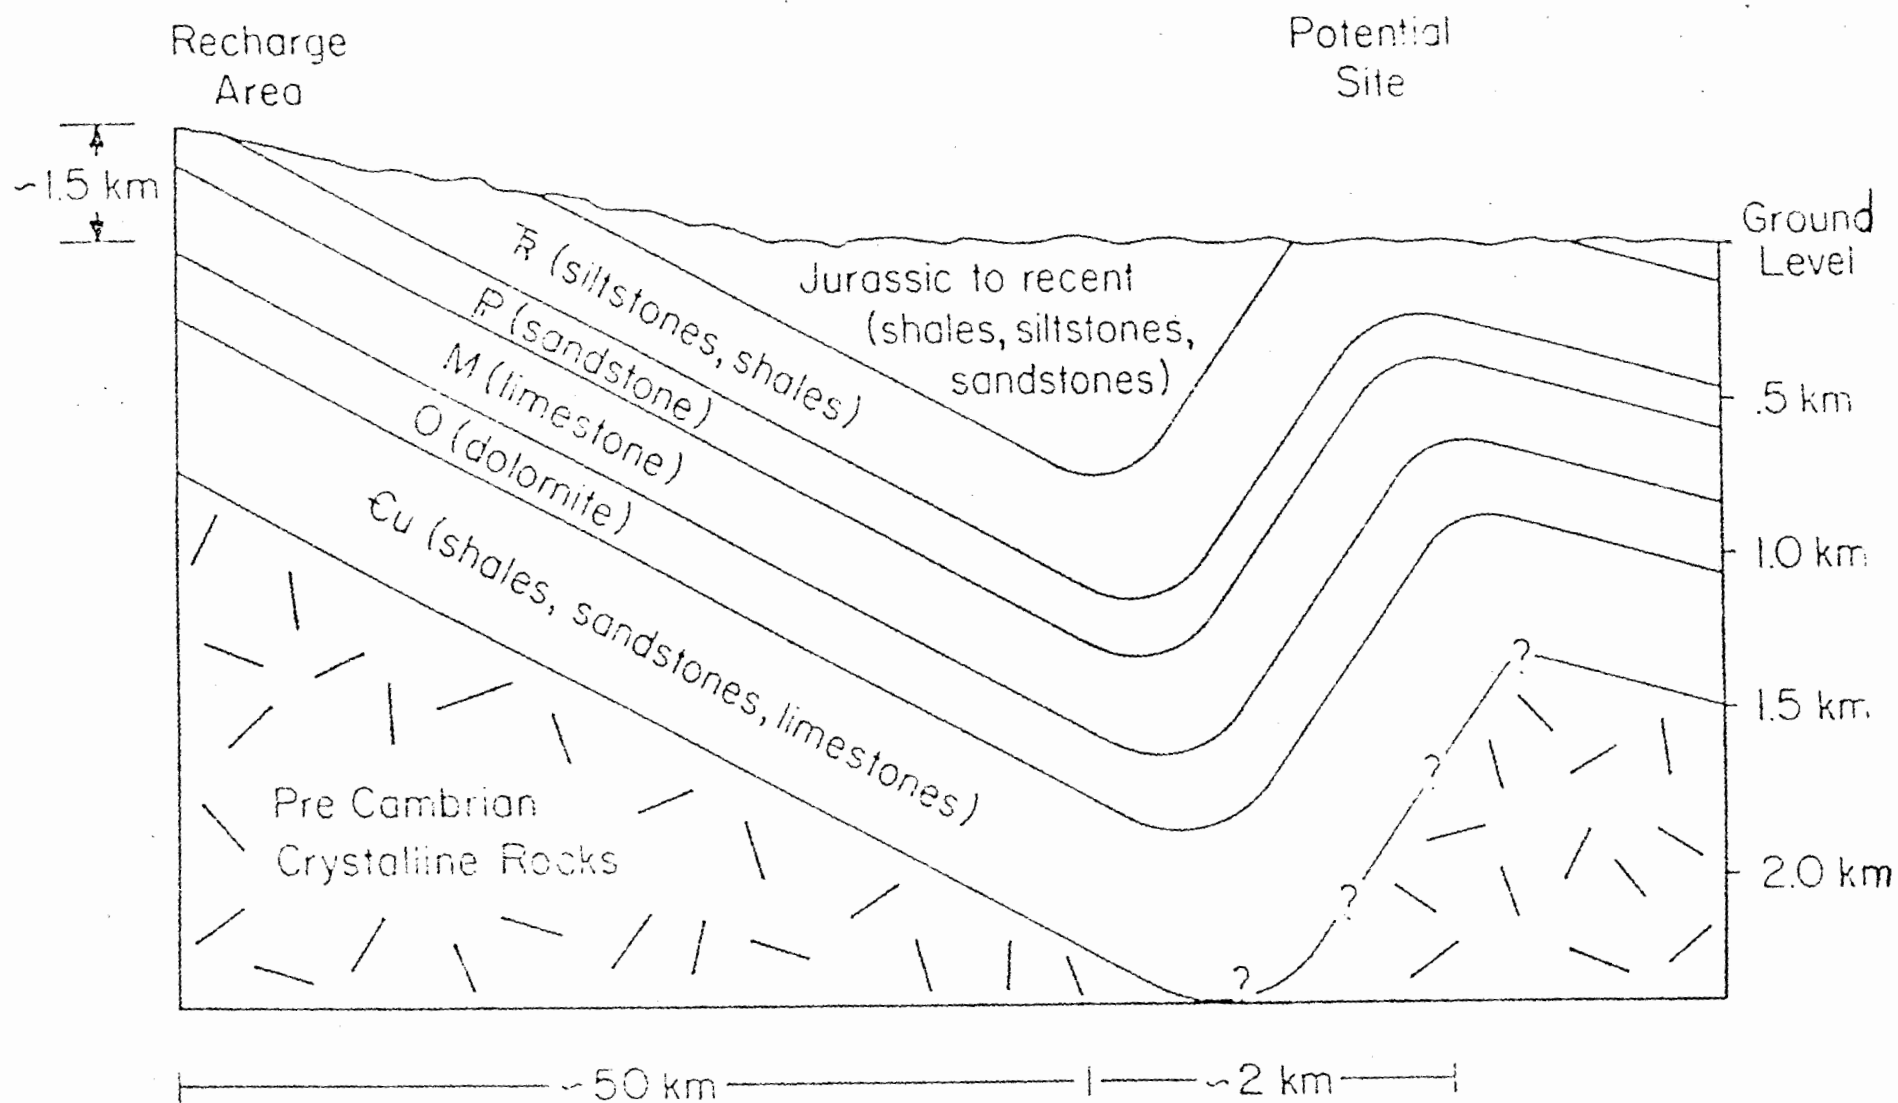 Recharge
Area
Potential
Site
~1.5 km
Ground
Level
T̄R (siltstones, shales)
Jurassic to recent
(shales, siltstones,
sandstones)
ℙ (sandstone)
M (limestone)
O (dolomite)
Ꞓu (shales, sandstones, limestones)
.5 km
1.0 km
1.5 km.
2.0 km
?
?
?
?
Pre Cambrian
Crystalline Rocks
~50 km
~2 km